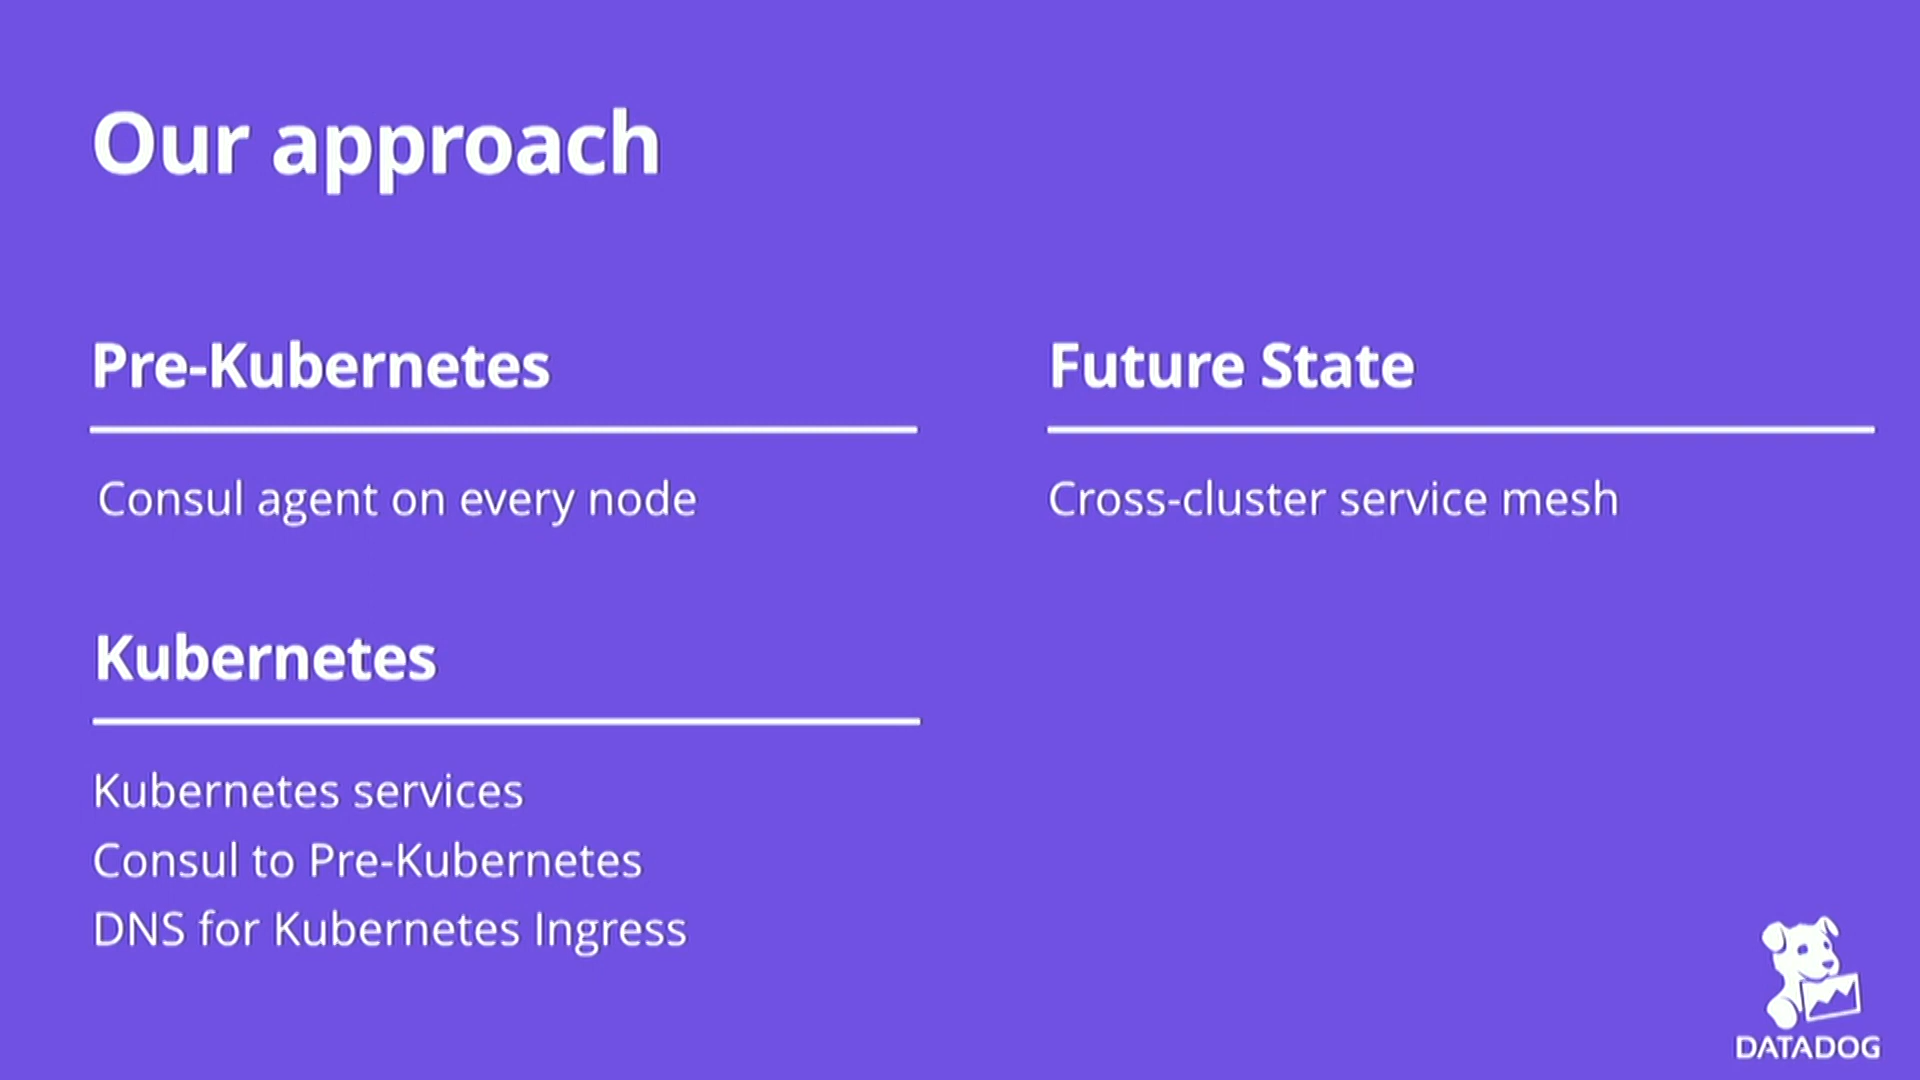 Our approach
Pre-Kubernetes
Consul agent on every node
Kubernetes
Kubernetes services
Consul to Pre-Kubernetes
DNS for Kubernetes Ingress
Future State
Cross-cluster service mesh
DATADOG